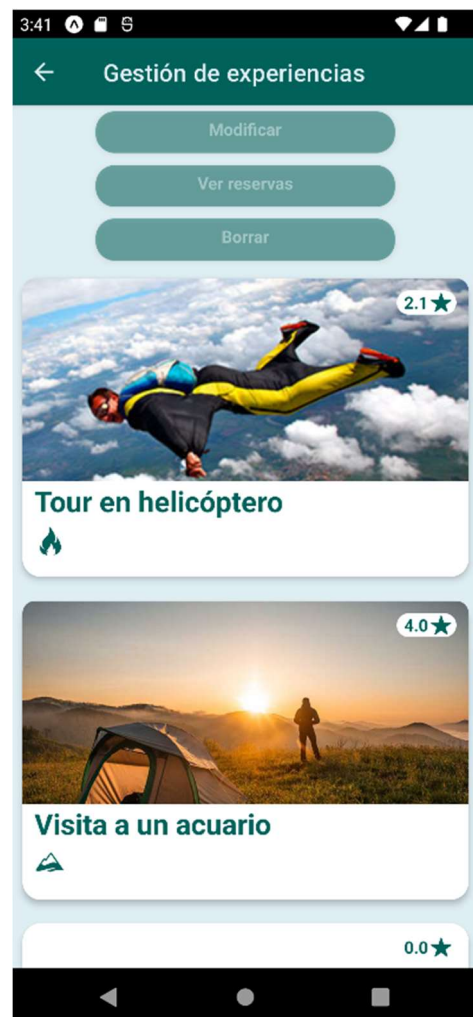 3:41
Gestión de experiencias
Modificar
Ver reservas
Borrar
2.1
Tour en helicóptero
4.0
Visita a un acuario
0.0